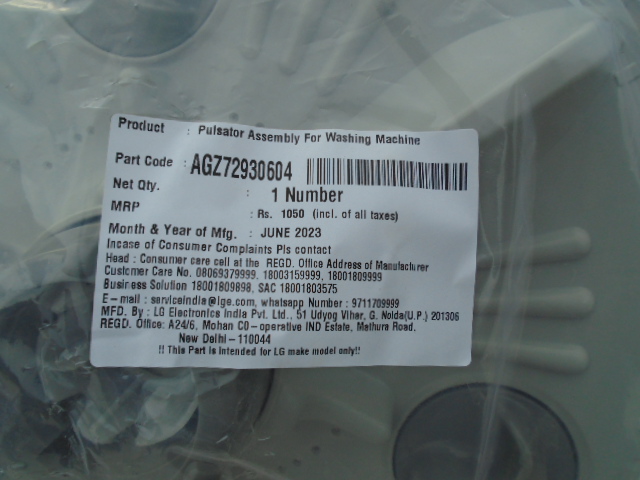 Product : Pulsator Assembly For Washing Machine
Part Code : AGZ72930604
Net Qty. : 1 Number
MRP : Rs. 1050 (incl. of all taxes)
Month & Year of Mfg. : JUNE 2023
Incase of Consumer Complaints Pls contact
Head : Consumer care cell at the REGD. Office Address of Manufacturer
Customer Care No. 08069379999, 18003159999, 18001809999
Business Solution 18001809898, SAC 18001803575
E-mail : serviceindia@lge.com, whatsapp Number : 9711709999
MFD. By : LG Electronics India Pvt. Ltd., 51 Udyog Vihar, G. Noida(U.P.) 201306
REGD. Office: A24/6, Mohan CO-operative IND Estate, Mathura Road.
New Delhi-110044
!! This Part is intended for LG make model only!!